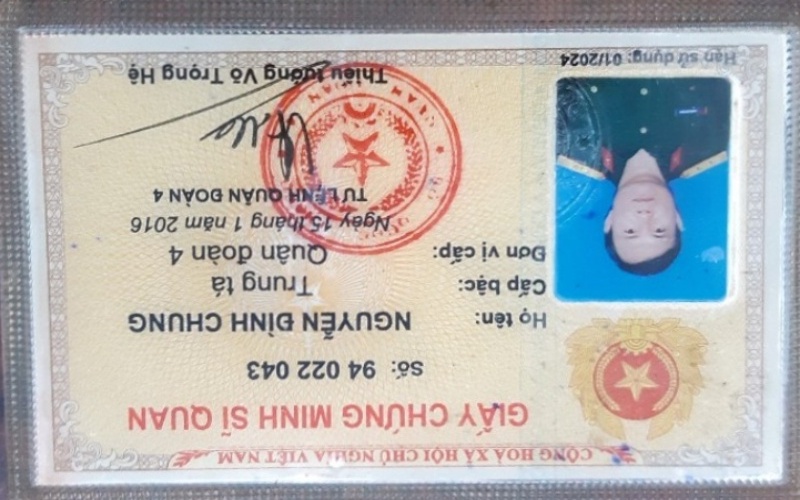 CỘNG HOÀ XÃ HỘI CHỦ NGHĨA VIỆT NAM
GIẤY CHỨNG MINH SĨ QUAN
Số: 94 022 043
Họ tên: NGUYỄN ĐÌNH CHUNG
Cấp bậc: Trung tá
Đơn vị cấp: Quân đoàn 4
Ngày 15 tháng 1 năm 2016
TƯ LỆNH QUÂN ĐOÀN 4
Thiếu tướng Võ Trọng Hệ
Hạn sử dụng: 01/2024